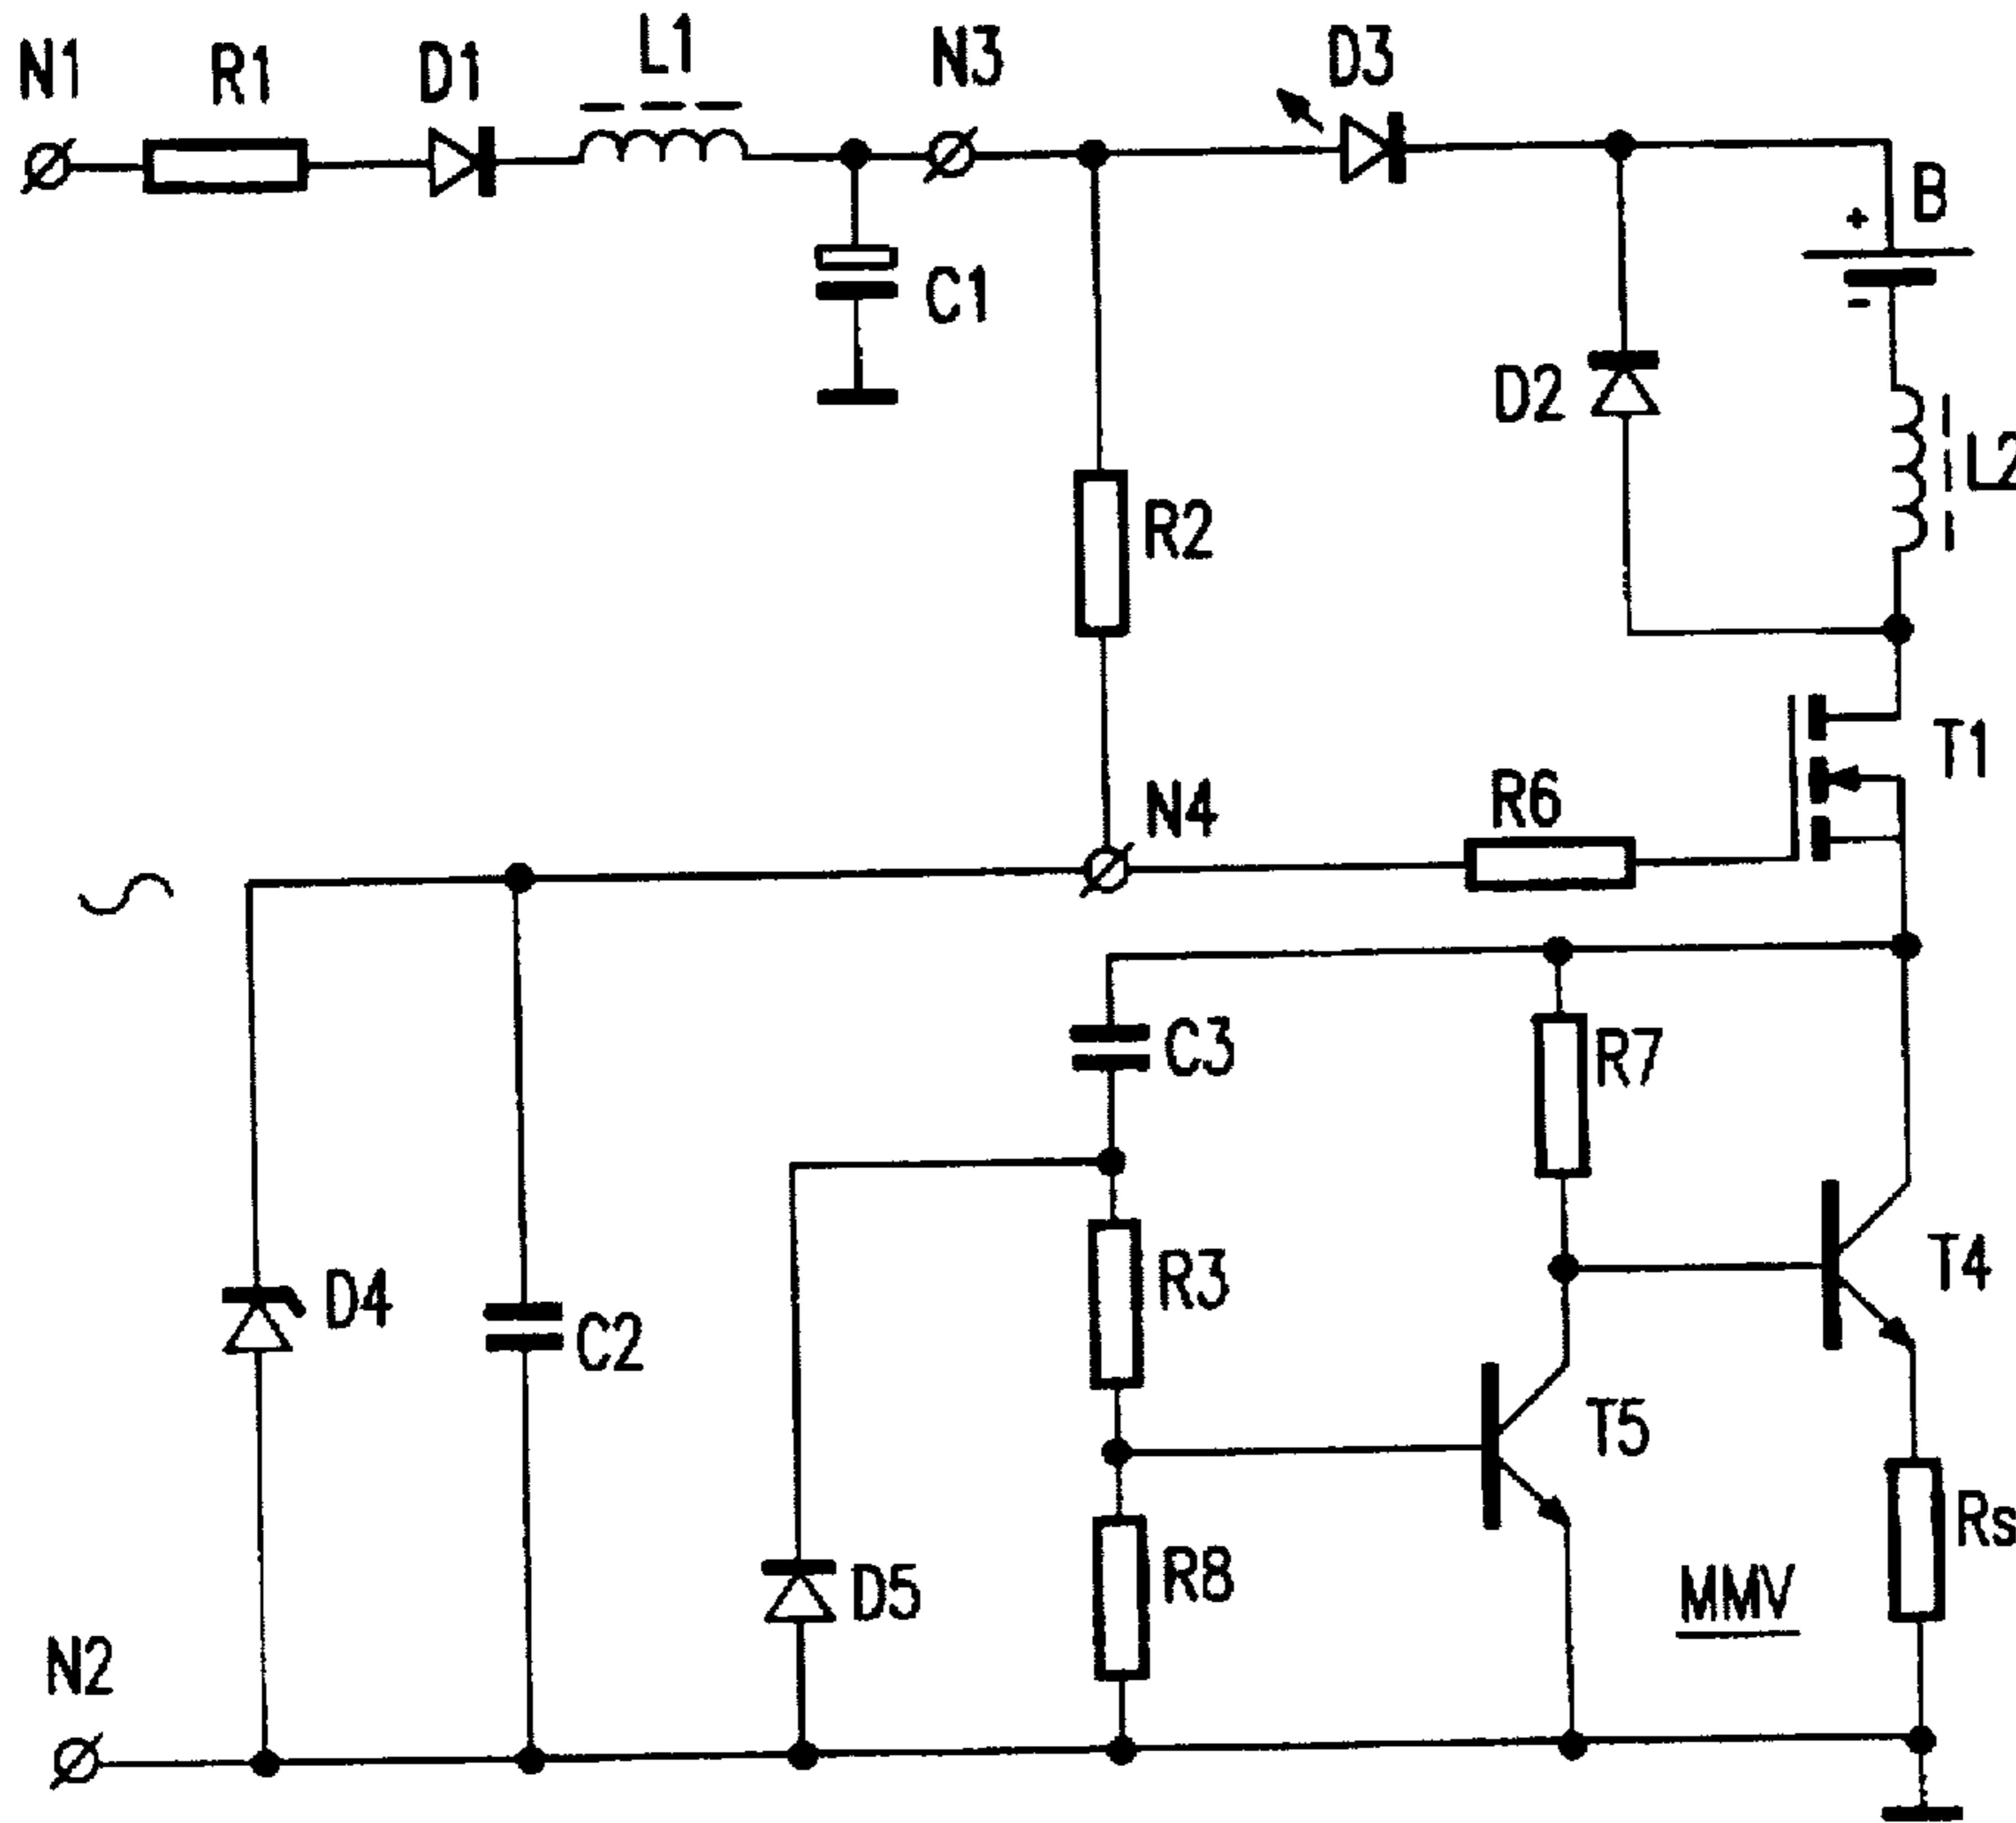 N1
R1
D1
L1
N3
D3
B
+
-
C1
D2
L2
R2
T1
N4
R6
C3
R7
R3
T4
D4
C2
T5
D5
R8
Rs
MMV
N2